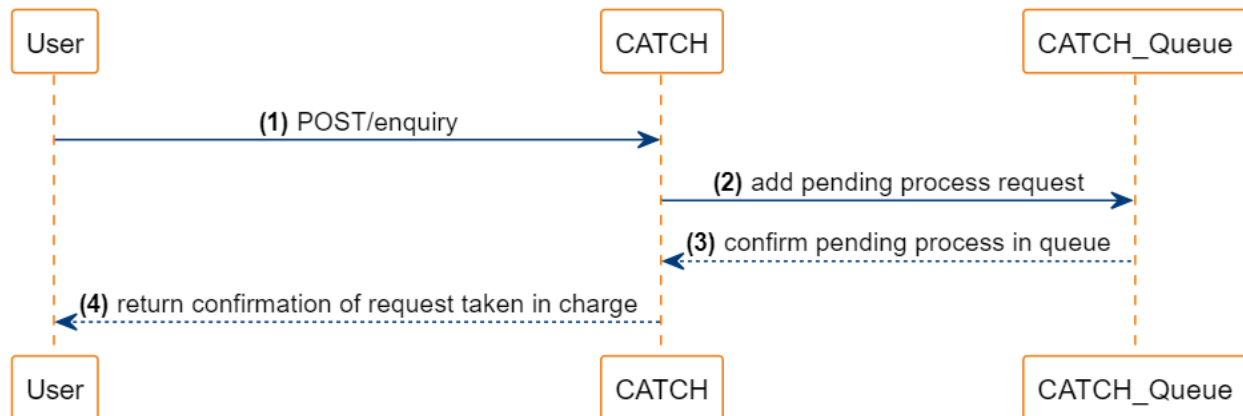 User
CATCH
CATCH_Queue
(1) POST/enquiry
(2) add pending process request
(3) confirm pending process in queue
(4) return confirmation of request taken in charge
User
CATCH
CATCH_Queue